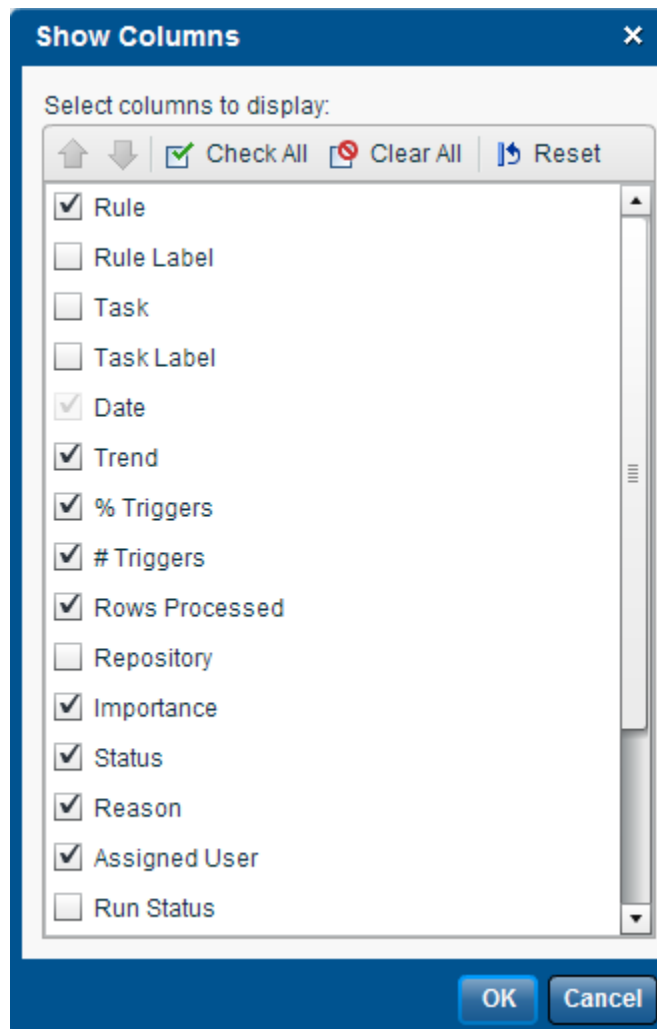 Show Columns
Select columns to display:
Check All Clear All Reset
Rule
Rule Label
Task
Task Label
Date
Trend
% Triggers
# Triggers
Rows Processed
Repository
Importance
Status
Reason
Assigned User
Run Status
OK Cancel